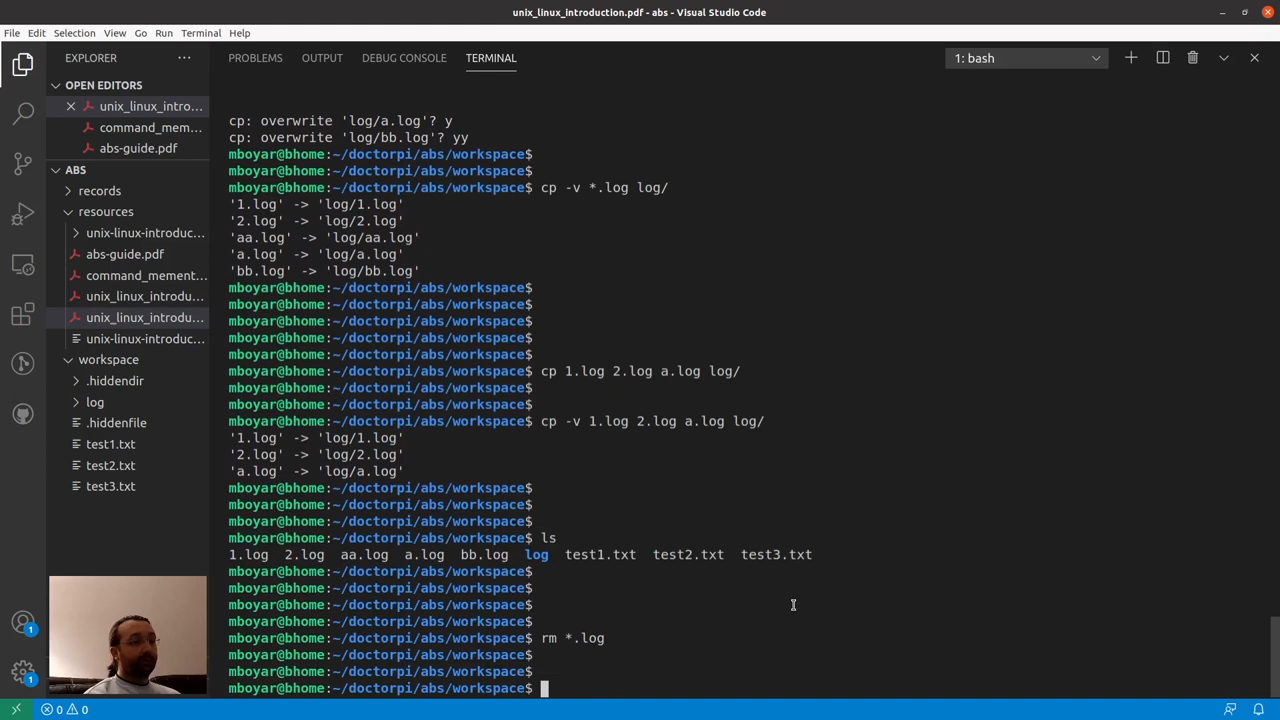 unix_linux_introduction.pdf - abs - Visual Studio Code
File Edit Selection View Go Run Terminal Help
EXPLORER
OPEN EDITORS
unix_linux_intro...
command_mem...
abs-guide.pdf
ABS
records
resources
unix-linux-introduc...
abs-guide.pdf
command_mement...
unix_linux_introdu...
unix_linux_introdu...
unix-linux-introduc...
workspace
.hiddendir
log
.hiddenfile
test1.txt
test2.txt
test3.txt
PROBLEMS OUTPUT DEBUG CONSOLE TERMINAL
1: bash
cp: overwrite 'log/a.log'? y
cp: overwrite 'log/bb.log'? yy
mboyar@bhome:~/doctorpi/abs/workspace$
mboyar@bhome:~/doctorpi/abs/workspace$
mboyar@bhome:~/doctorpi/abs/workspace$ cp -v *.log log/
'1.log' -> 'log/1.log'
'2.log' -> 'log/2.log'
'aa.log' -> 'log/aa.log'
'a.log' -> 'log/a.log'
'bb.log' -> 'log/bb.log'
mboyar@bhome:~/doctorpi/abs/workspace$
mboyar@bhome:~/doctorpi/abs/workspace$
mboyar@bhome:~/doctorpi/abs/workspace$
mboyar@bhome:~/doctorpi/abs/workspace$
mboyar@bhome:~/doctorpi/abs/workspace$
mboyar@bhome:~/doctorpi/abs/workspace$ cp 1.log 2.log a.log log/
mboyar@bhome:~/doctorpi/abs/workspace$
mboyar@bhome:~/doctorpi/abs/workspace$
mboyar@bhome:~/doctorpi/abs/workspace$ cp -v 1.log 2.log a.log log/
'1.log' -> 'log/1.log'
'2.log' -> 'log/2.log'
'a.log' -> 'log/a.log'
mboyar@bhome:~/doctorpi/abs/workspace$
mboyar@bhome:~/doctorpi/abs/workspace$
mboyar@bhome:~/doctorpi/abs/workspace$
mboyar@bhome:~/doctorpi/abs/workspace$ ls
1.log 2.log aa.log a.log bb.log log test1.txt test2.txt test3.txt
mboyar@bhome:~/doctorpi/abs/workspace$
mboyar@bhome:~/doctorpi/abs/workspace$
mboyar@bhome:~/doctorpi/abs/workspace$
mboyar@bhome:~/doctorpi/abs/workspace$
mboyar@bhome:~/doctorpi/abs/workspace$ rm *.log
mboyar@bhome:~/doctorpi/abs/workspace$
mboyar@bhome:~/doctorpi/abs/workspace$
mboyar@bhome:~/doctorpi/abs/workspace$
1
1
0 0